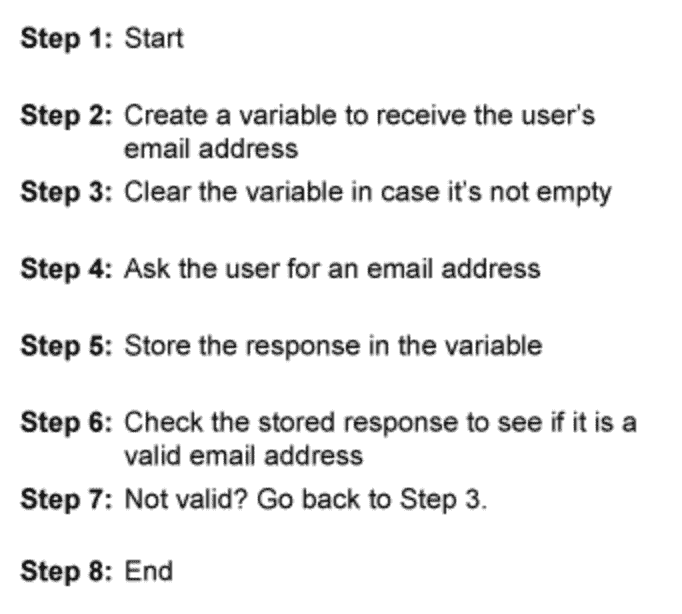 Step 1: Start
Step 2: Create a variable to receive the user's
email address
Step 3: Clear the variable in case it's not empty
Step 4: Ask the user for an email address
Step 5: Store the response in the variable
Step 6: Check the stored response to see if it is a
valid email address
Step 7: Not valid? Go back to Step 3.
Step 8: End